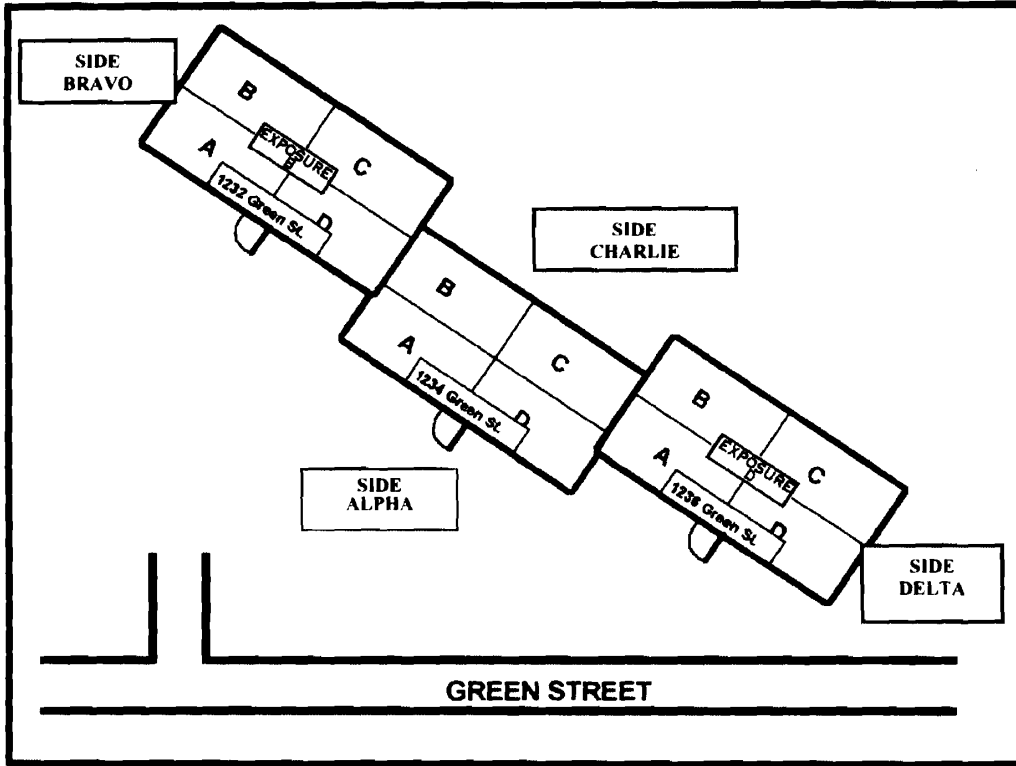 SIDE
BRAVO
B
EXPOSURE
B
A
C
1232 Green St.
D
SIDE
CHARLIE
B
A
C
1234 Green St.
D
B
EXPOSURE
D
A
C
1236 Green St.
D
SIDE
ALPHA
SIDE
DELTA
GREEN STREET